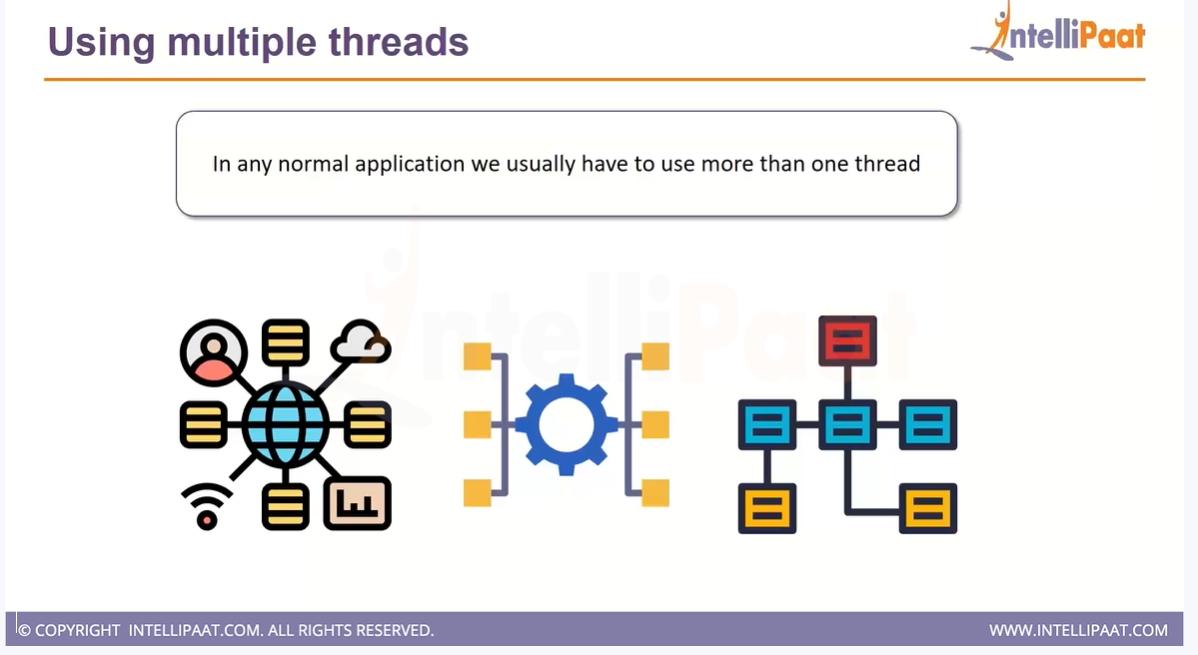 Using multiple threads
IntelliPaat
In any normal application we usually have to use more than one thread
IntelliPaat
© COPYRIGHT INTELLIPAAT.COM. ALL RIGHTS RESERVED.
WWW.INTELLIPAAT.COM